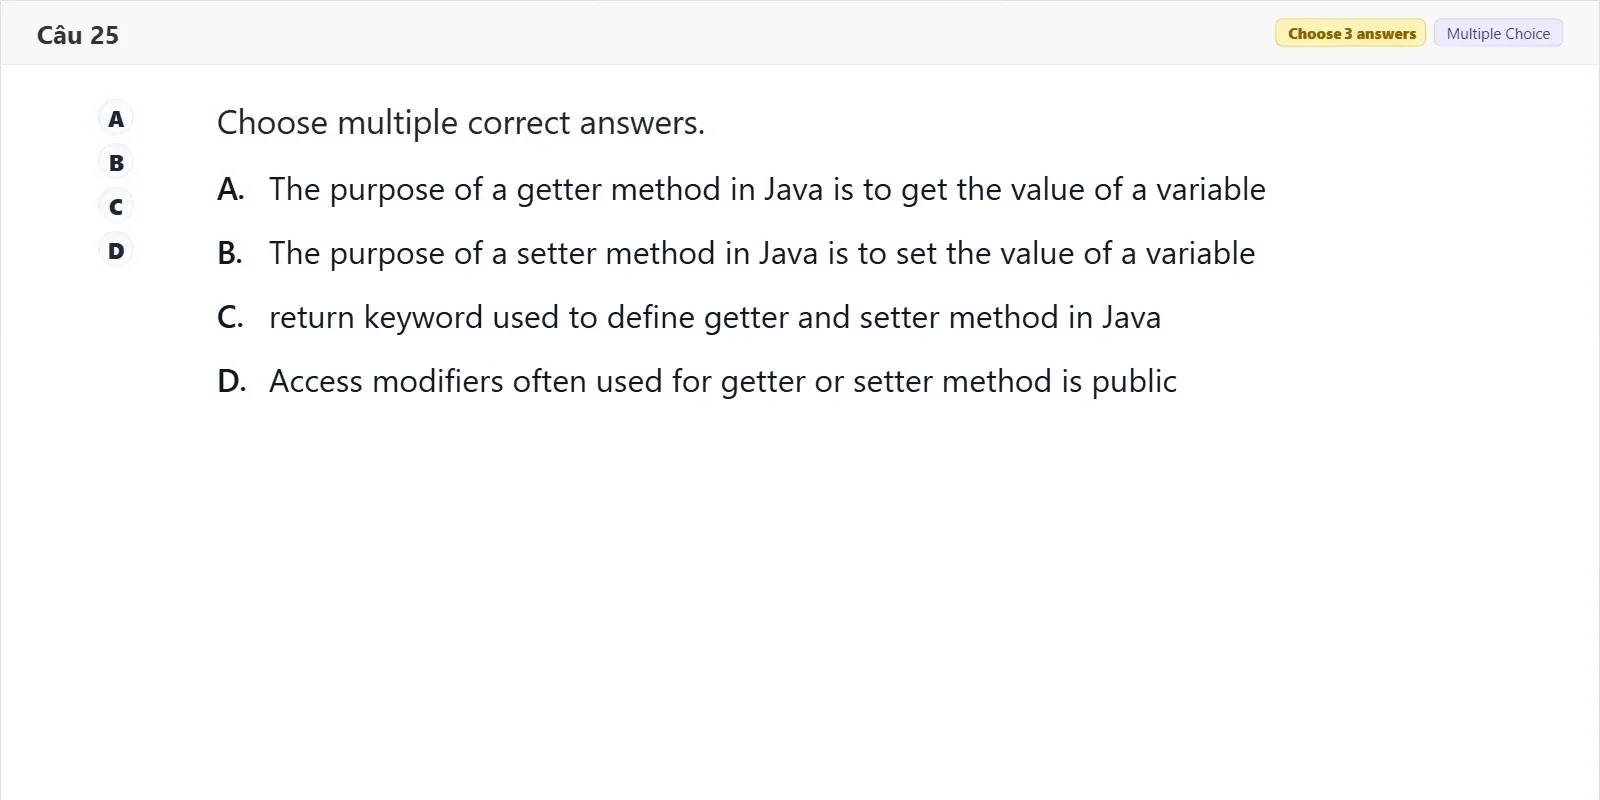 Câu 25
Choose 3 answers
Multiple Choice
A
B
C
D
Choose multiple correct answers.
A. The purpose of a getter method in Java is to get the value of a variable
B. The purpose of a setter method in Java is to set the value of a variable
C. return keyword used to define getter and setter method in Java
D. Access modifiers often used for getter or setter method is public